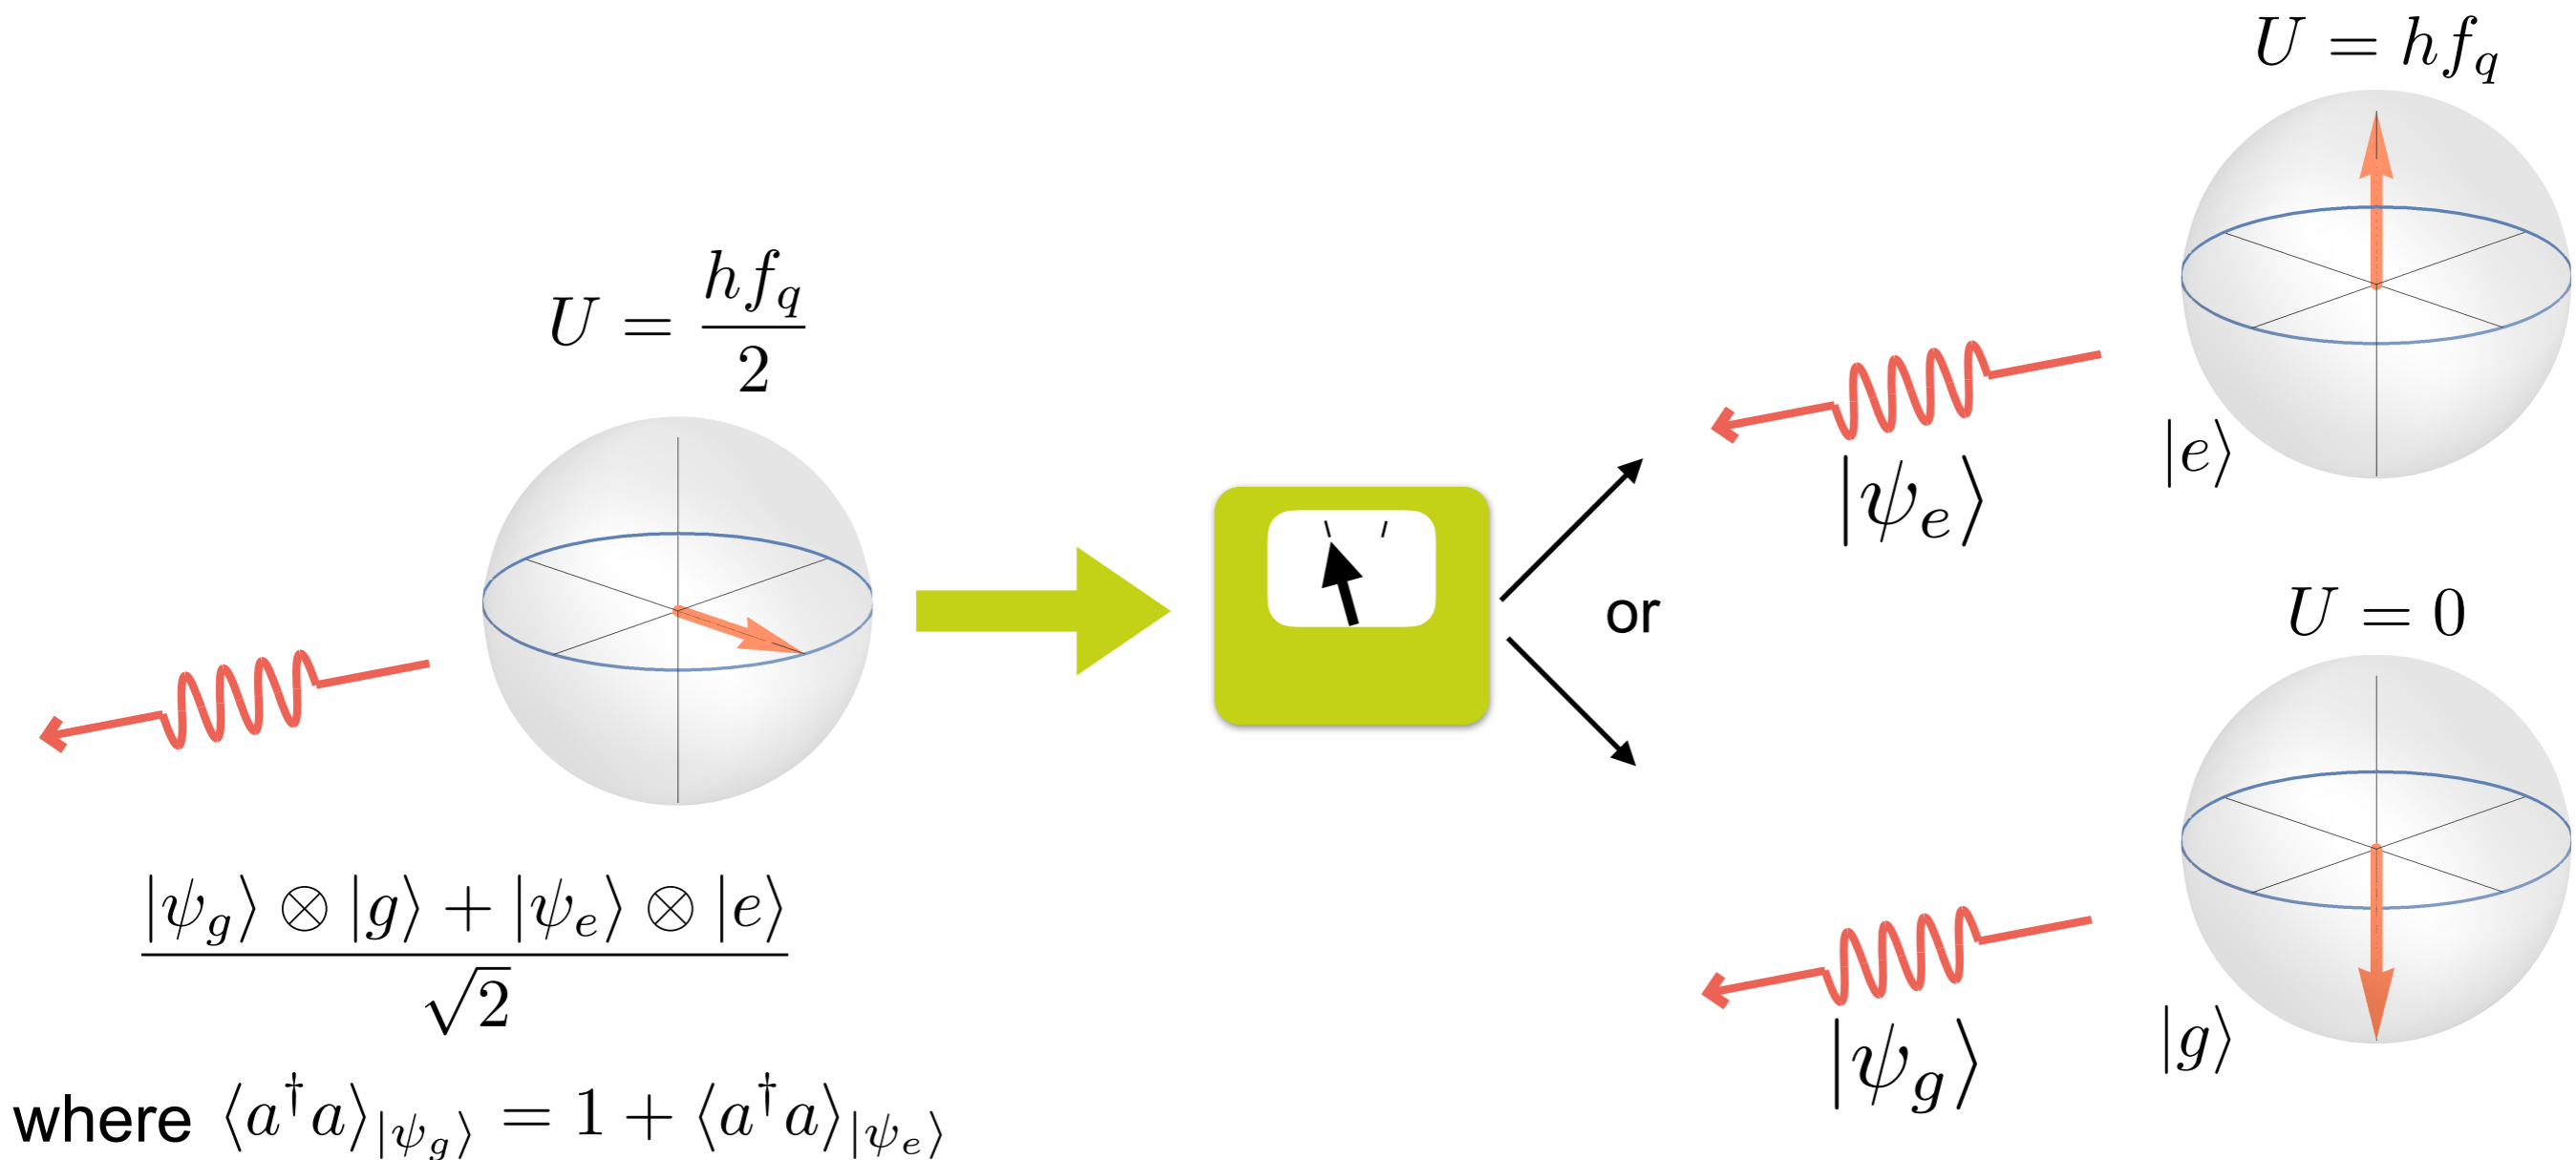 U = hf_q / 2
|ψ_g⟩ ⊗ |g⟩ + |ψ_e⟩ ⊗ |e⟩ / √2
where ⟨a†a⟩_|ψ_g⟩ = 1 + ⟨a†a⟩_|ψ_e⟩
or
U = hf_q
|e⟩
|ψ_e⟩
U = 0
|g⟩
|ψ_g⟩